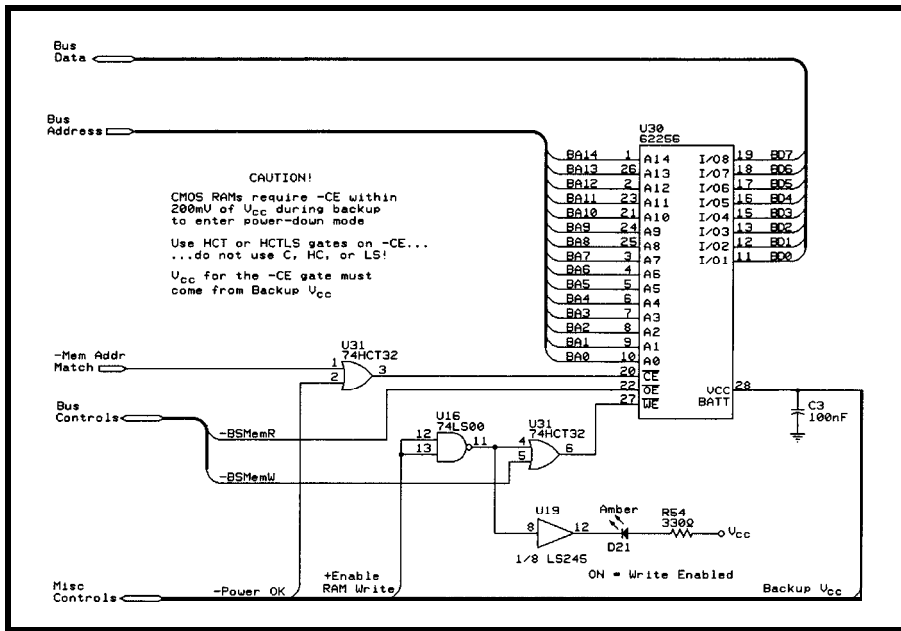 Bus
Data
Bus
Address
CAUTION!
CMOS RAMs require -CE within
200mV of VCC during backup
to enter power-down mode
Use HCT or HCTLS gates on -CE...
...do not use C, HC, or LS!
VCC for the -CE gate must
come from Backup VCC
U30
62256
BA14 1 A14 I/O8 19 BD7
BA13 26 A13 I/O7 18 BD6
BA12 2 A12 I/O6 17 BD5
BA11 23 A11 I/O5 16 BD4
BA10 21 A10 I/O4 15 BD3
BA9 24 A9 I/O3 13 BD2
BA8 25 A8 I/O2 12 BD1
BA7 3 A7 I/O1 11 BD0
BA6 4 A6
BA5 5 A5
BA4 6 A4
BA3 7 A3
BA2 8 A2
BA1 9 A1
BA0 10 A0
20 CE
22 OE
27 WE
VCC 28
BATT
C3
100nF
-Mem Addr
Match
U31
74HCT32
1
2
3
Bus
Controls
-BSMemR
-BSMemW
U16
74LS00
12
13
11
U31
74HCT32
4
5
6
U19
8
12
1/8 LS245
Amber
D21
R54
330Ω
Vcc
ON = Write Enabled
Misc
Controls
-Power OK
+Enable
RAM Write
Backup Vcc